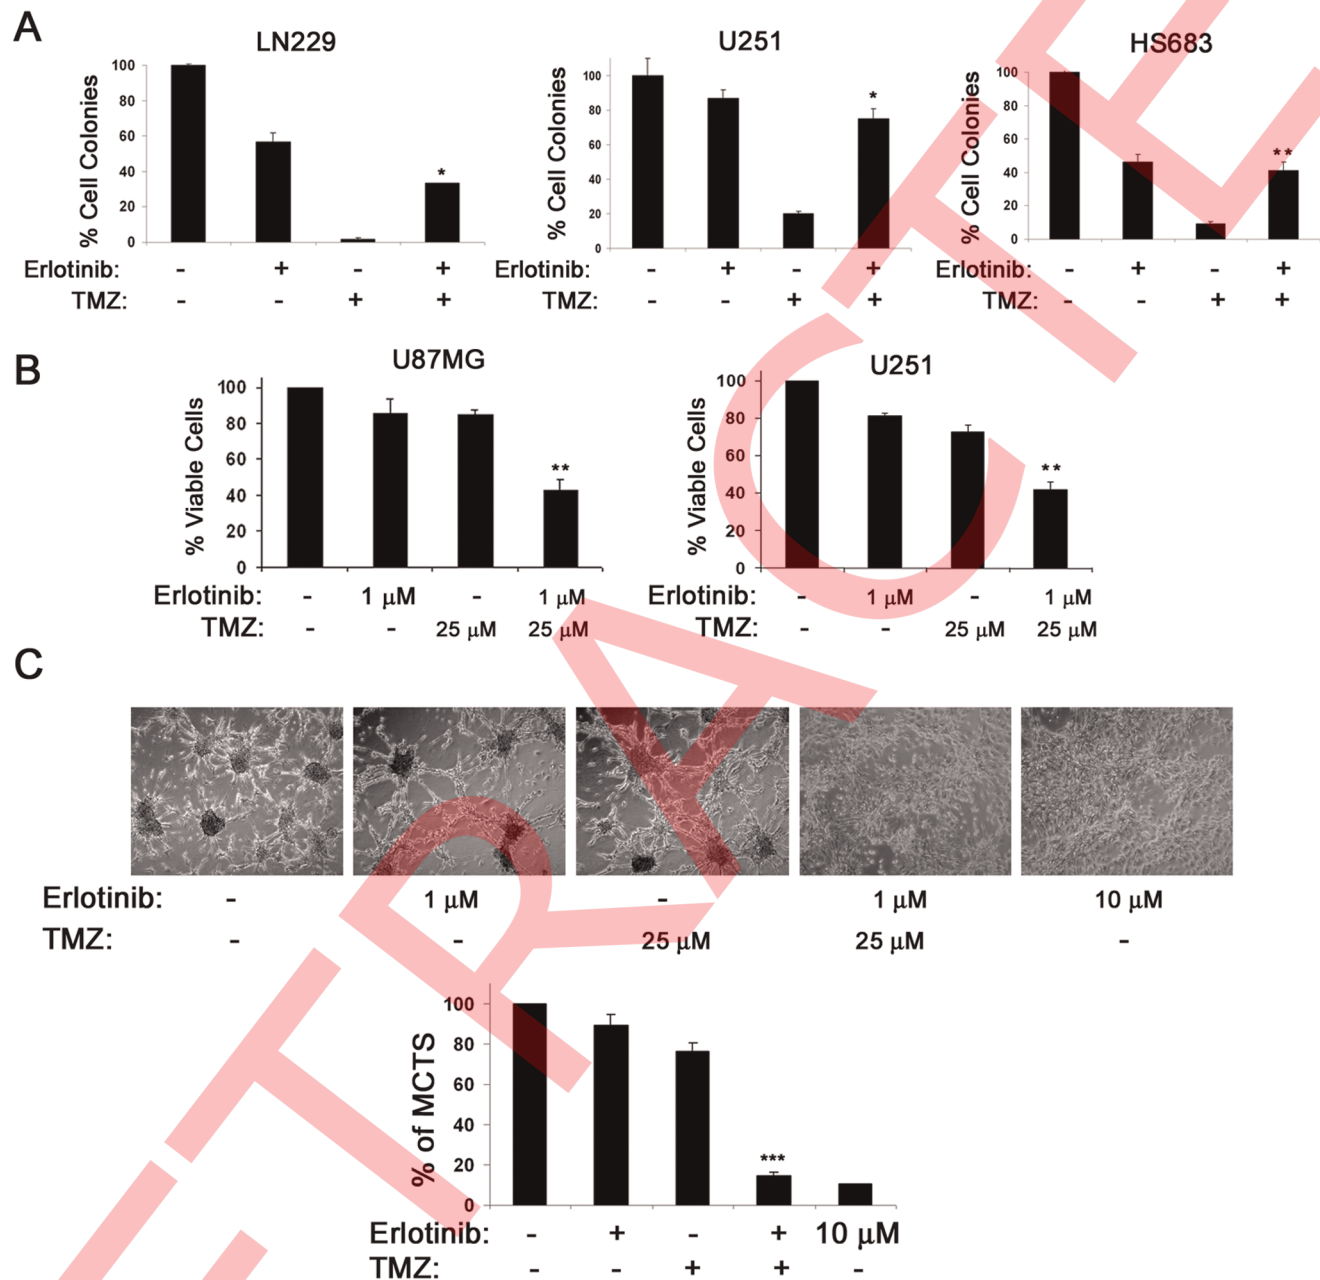 A
LN229
U251
HS683
% Cell Colonies
100
80
60
40
20
0
*
% Cell Colonies
100
80
60
40
20
0
*
% Cell Colonies
100
80
60
40
20
0
**
Erlotinib: - + - +
TMZ: - - + +
Erlotinib: - + - +
TMZ: - - + +
Erlotinib: - + - +
TMZ: - - + +
B
U87MG
U251
% Viable Cells
100
80
60
40
20
0
**
% Viable Cells
100
80
60
40
20
0
**
Erlotinib: - 1 μM - 1 μM
TMZ: - - 25 μM 25 μM
Erlotinib: - 1 μM - 1 μM
TMZ: - - 25 μM 25 μM
C
Erlotinib: - 1 μM - 1 μM 10 μM
TMZ: - - 25 μM 25 μM -
% of MCTS
100
80
60
40
20
0
***
Erlotinib: - + - + 10 μM
TMZ: - - + + -